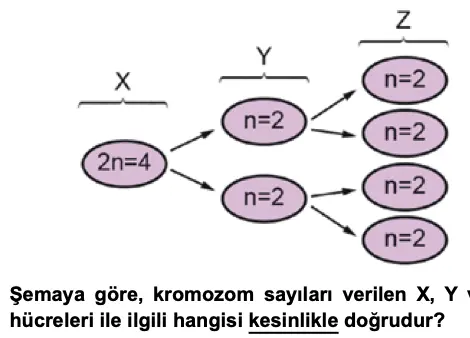 Z
Y
X
n=2
n=2
n=2
2n=4
n=2
n=2
n=2
Şemaya göre, kromozom sayıları verilen X, Y
hücreleri ile ilgili hangisi kesinlikle doğrudur?